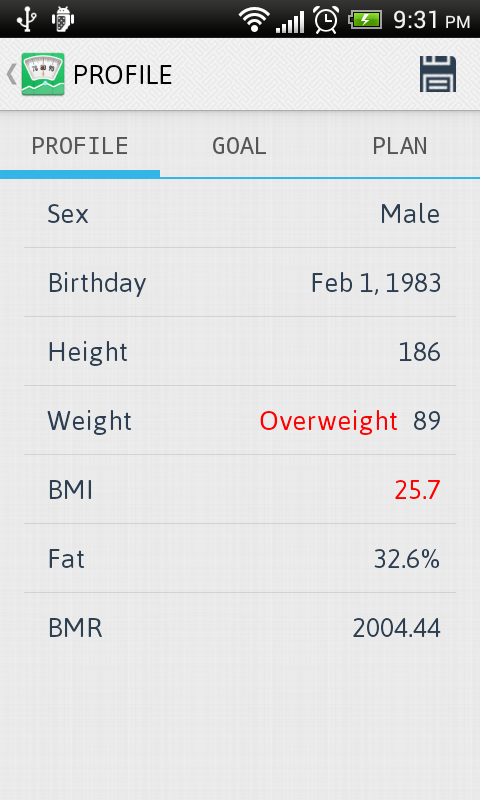 9:31 PM
PROFILE
PROFILE GOAL PLAN
Sex Male
Birthday Feb 1, 1983
Height 186
Weight Overweight 89
BMI 25.7
Fat 32.6%
BMR 2004.44